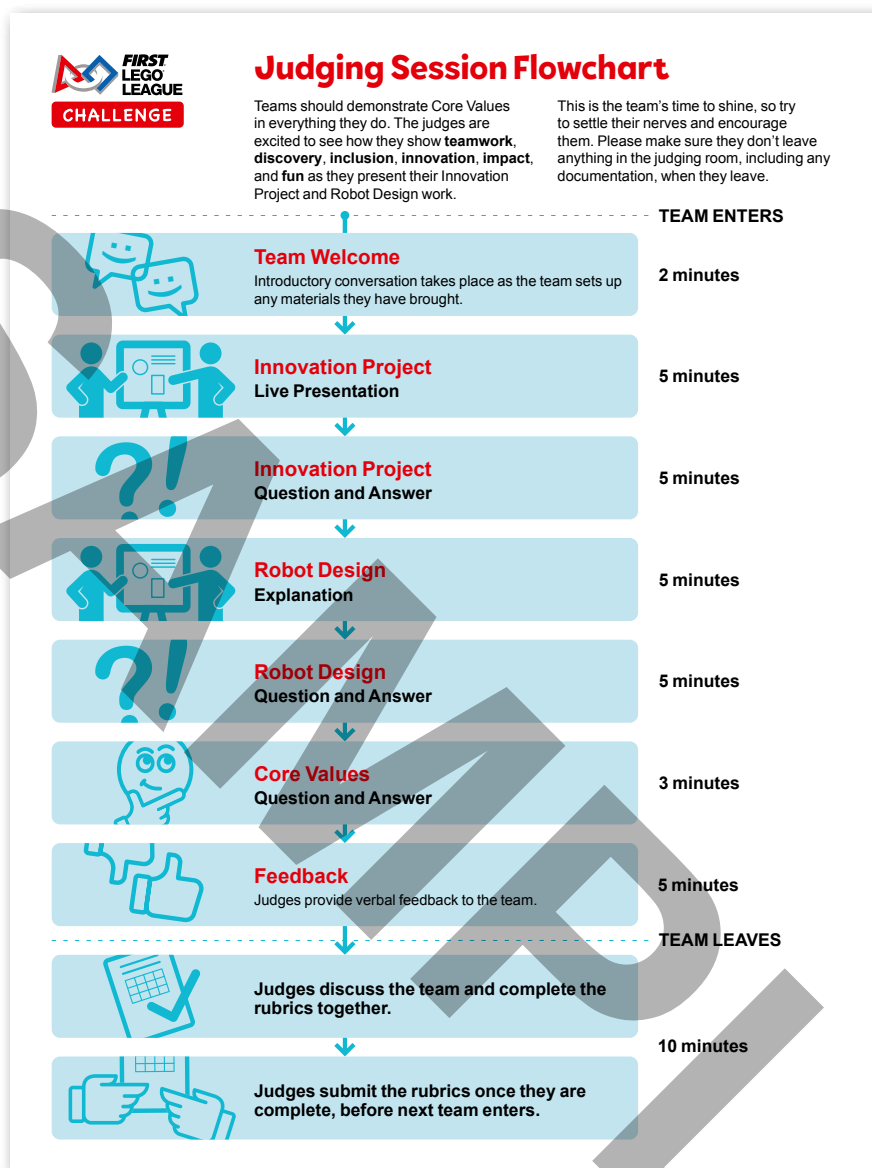 FIRST
LEGO
LEAGUE
CHALLENGE
Judging Session Flowchart
Teams should demonstrate Core Values
in everything they do. The judges are
excited to see how they show teamwork,
discovery, inclusion, innovation, impact,
and fun as they present their Innovation
Project and Robot Design work.
This is the team's time to shine, so try
to settle their nerves and encourage
them. Please make sure they don't leave
anything in the judging room, including any
documentation, when they leave.
TEAM ENTERS
Team Welcome
Introductory conversation takes place as the team sets up
any materials they have brought.
2 minutes
Innovation Project
Live Presentation
5 minutes
Innovation Project
Question and Answer
5 minutes
Robot Design
Explanation
5 minutes
Robot Design
Question and Answer
5 minutes
Core Values
Question and Answer
3 minutes
Feedback
Judges provide verbal feedback to the team.
5 minutes
TEAM LEAVES
Judges discuss the team and complete the
rubrics together.
10 minutes
Judges submit the rubrics once they are
complete, before next team enters.